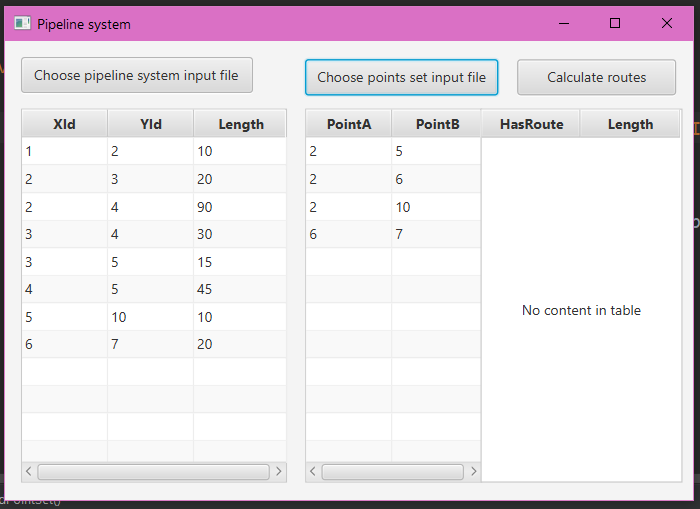 Pipeline system
Choose pipeline system input file
Choose points set input file
Calculate routes
XId YId Length
1 2 10
2 3 20
2 4 90
3 4 30
3 5 15
4 5 45
5 10 10
6 7 20
PointA PointB
2 5
2 6
2 10
6 7
HasRoute Length
No content in table